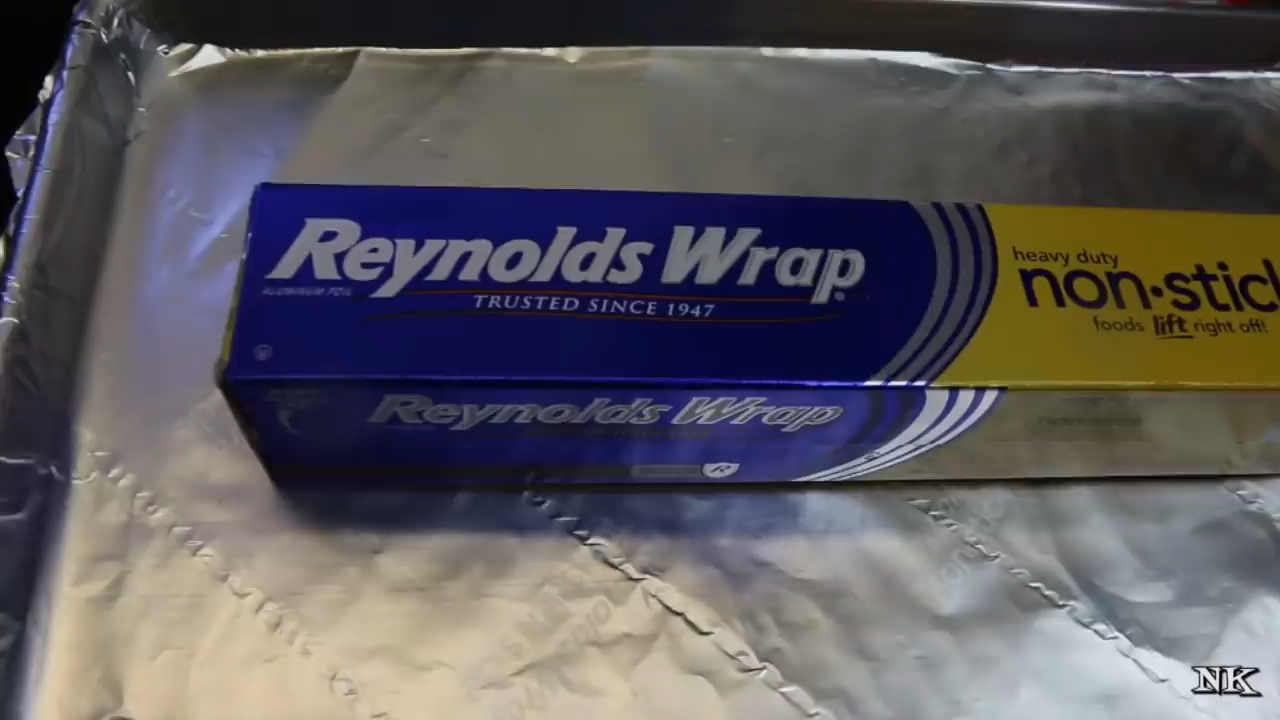 Reynolds Wrap
ALUMINUM FOIL
TRUSTED SINCE 1947
heavy duty
non·stic
foods lift right off!
Reynolds Wrap
R
NK